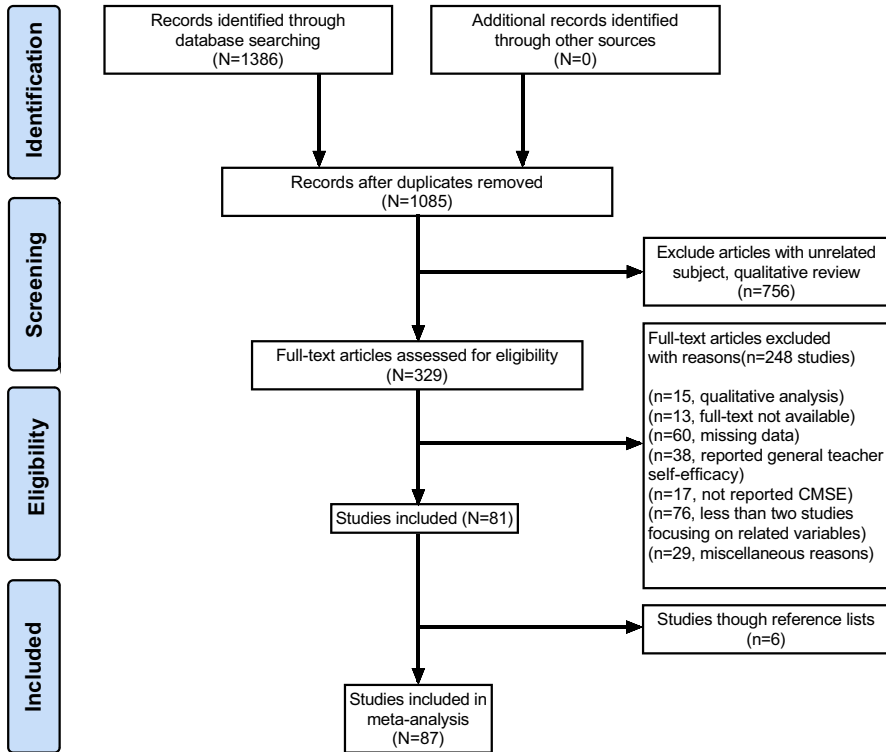 Identification
Records identified through
database searching
(N=1386)
Additional records identified
through other sources
(N=0)
Records after duplicates removed
(N=1085)
Screening
Exclude articles with unrelated
subject, qualitative review
(n=756)
Full-text articles assessed for eligibility
(N=329)
Eligibility
Full-text articles excluded
with reasons(n=248 studies)
(n=15, qualitative analysis)
(n=13, full-text not available)
(n=60, missing data)
(n=38, reported general teacher
self-efficacy)
(n=17, not reported CMSE)
(n=76, less than two studies
focusing on related variables)
(n=29, miscellaneous reasons)
Studies included (N=81)
Included
Studies though reference lists
(n=6)
Studies included in
meta-analysis
(N=87)